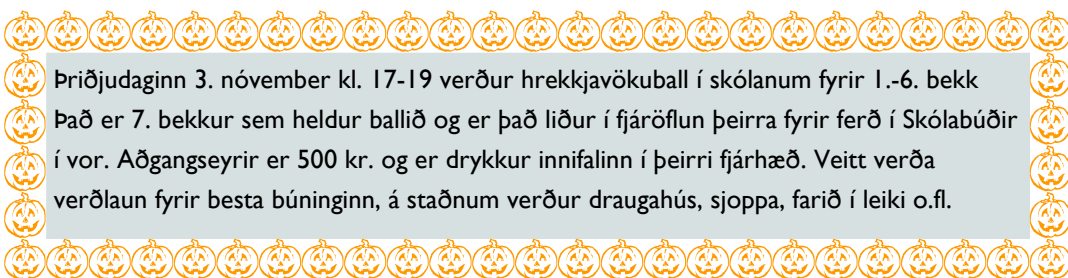 Þriðjudaginn 3. nóvember kl. 17-19 verður hrekkjavökuball í skólanum fyrir 1.-6. bekk
Það er 7. bekkur sem heldur ballið og er það liður í fjáröflun þeirra fyrir ferð í Skólabúðir
í vor. Aðgangseyrir er 500 kr. og er drykkur innifalinn í þeirri fjárhæð. Veitt verða
verðlaun fyrir besta búninginn, á staðnum verður draugahús, sjoppa, farið í leiki o.fl.